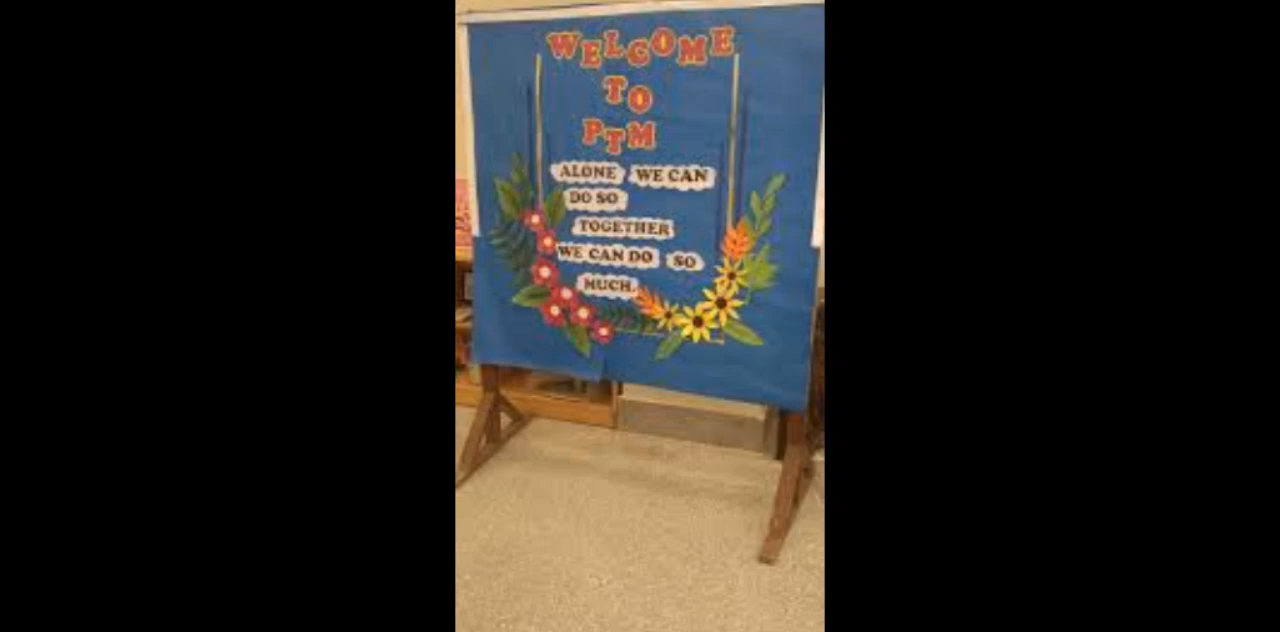 WELCOME
TO
PTM
ALONE WE CAN
DO SO
TOGETHER
WE CAN DO SO
MUCH.